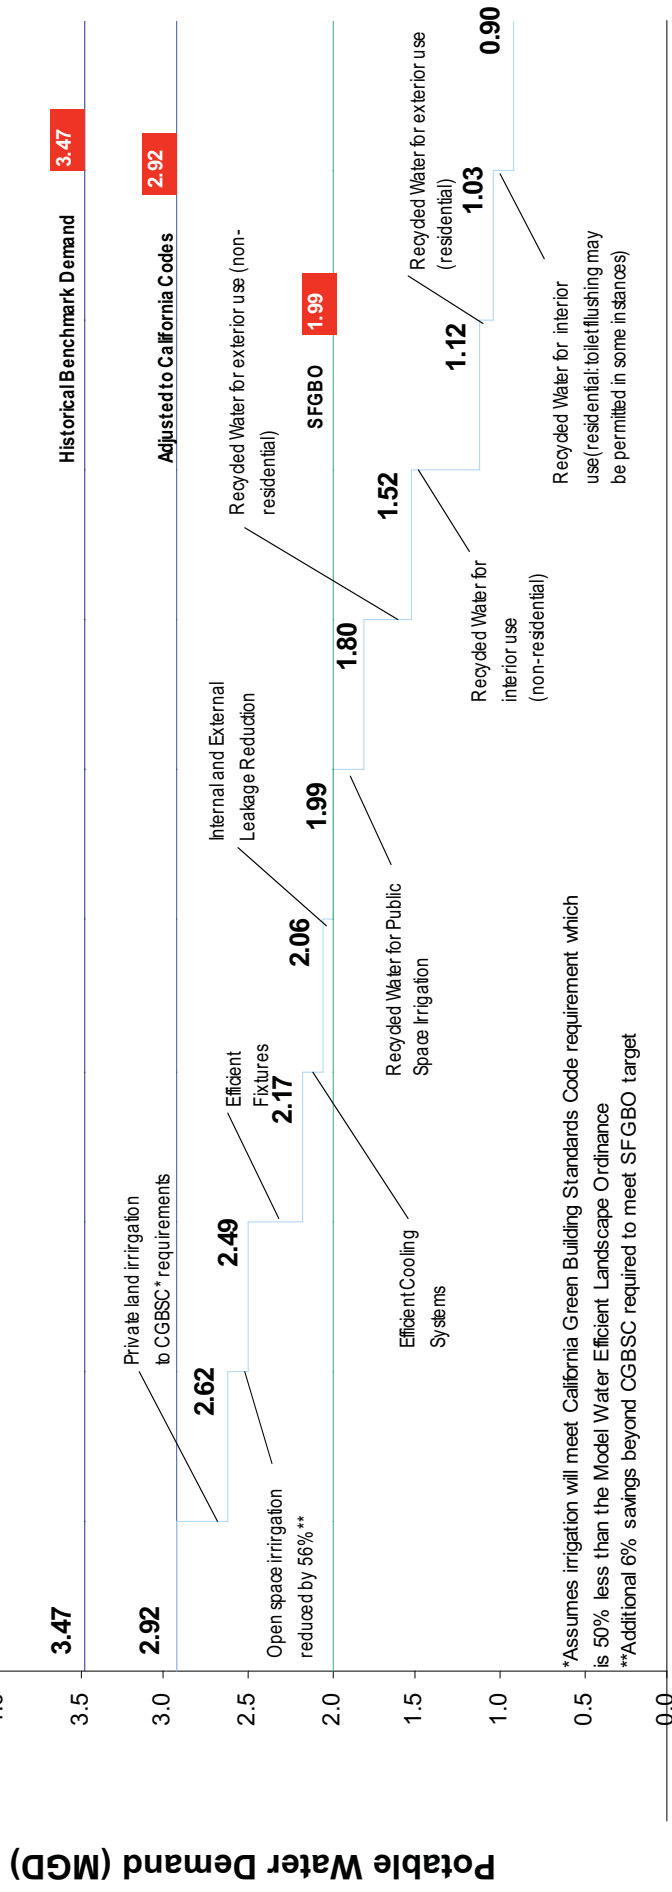 Potable Water Demand (MGD)
3.5
3.0
2.5
2.0
1.5
1.0
0.5
0.0
3.47
Historical Benchmark Demand
3.47
2.92
Adjusted to California Codes
2.92
Private land irrigation
to CGBSC* requirements
2.62
Open space irrigation
reduced by 56%**
2.49
Efficient
Fixtures
2.17
Efficient Cooling
Systems
2.06
Internal and External
Leakage Reduction
1.99
SFGBO
1.99
Recycled Water for Public
Space Irrigation
1.80
Recycled Water for exterior use (non-
residential)
1.52
Recycled Water for
interior use
(non-residential)
1.12
Recycled Water for exterior use
(residential)
1.03
Recycled Water for interior
use (residential: toilet flushing may
be permitted in some instances)
0.90
*Assumes irrigation will meet California Green Building Standards Code requirement which
is 50% less than the Model Water Efficient Landscape Ordinance
**Additional 6% savings beyond CGBSC required to meet SFGBO target